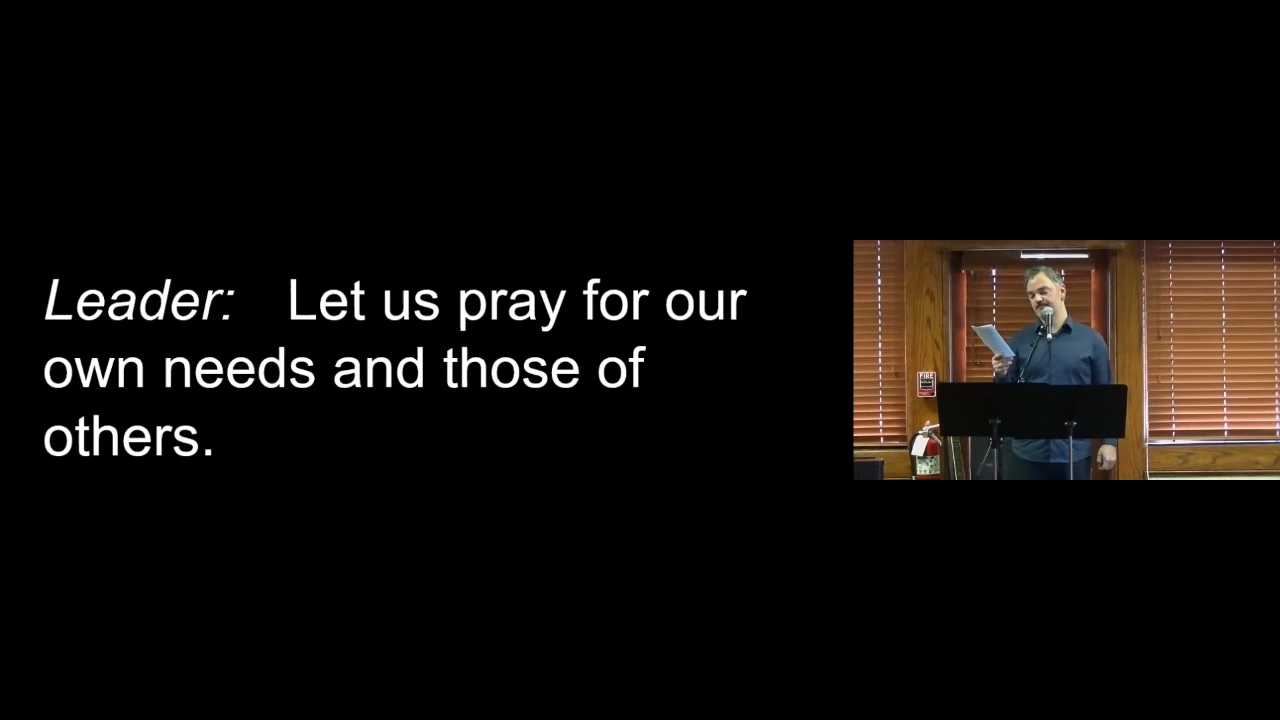 Leader: Let us pray for our
own needs and those of
others.
FIRE